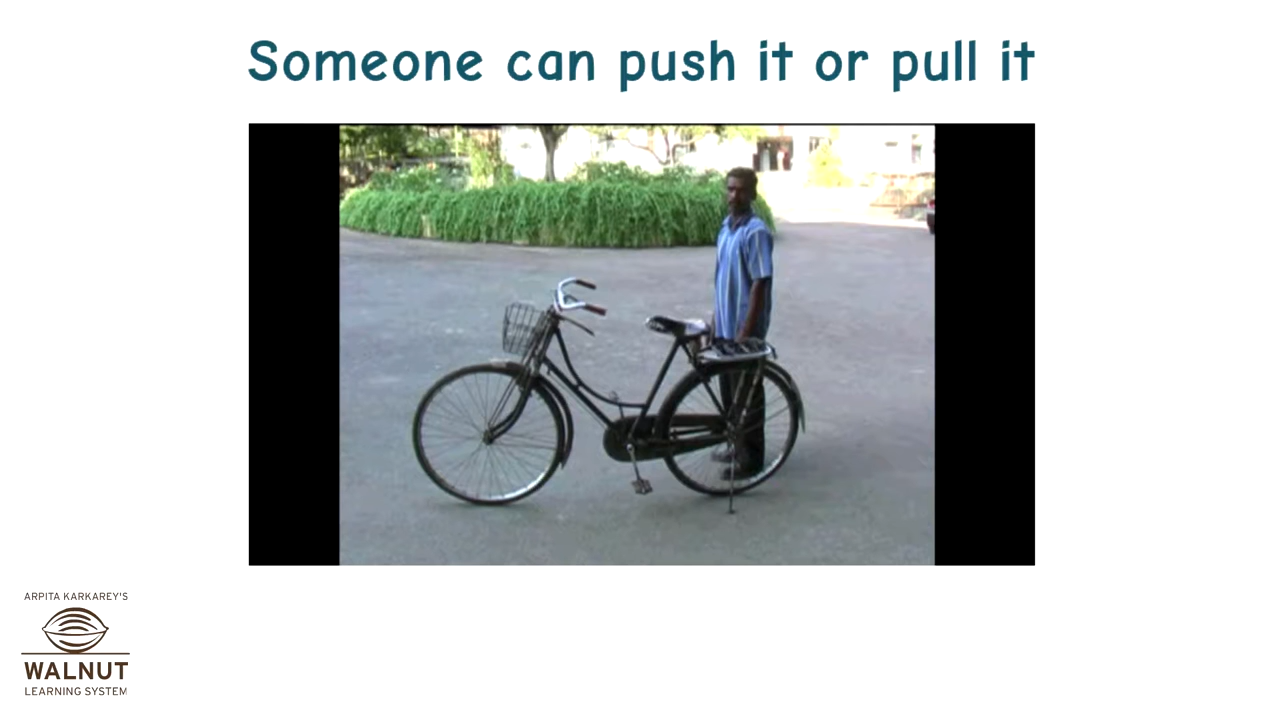 Someone can push it or pull it
ARPITA KARKAREY'S
WALNUT
LEARNING SYSTEM